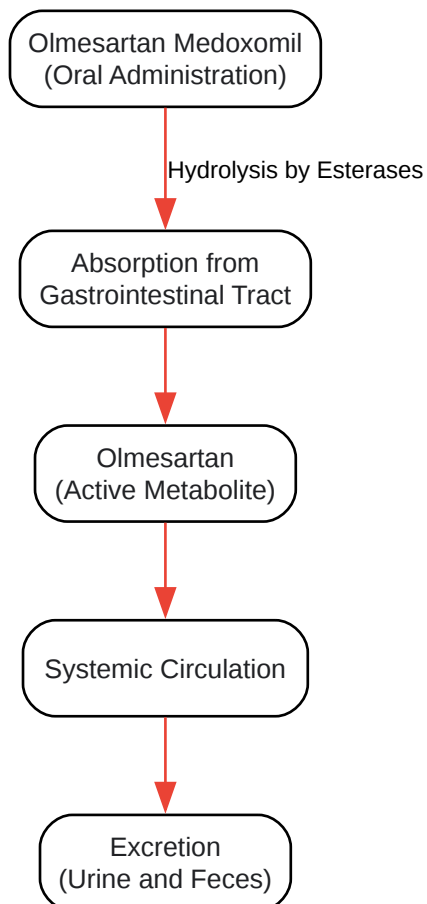 Olmesartan Medoxomil
(Oral Administration)
Hydrolysis by Esterases
Absorption from
Gastrointestinal Tract
Olmesartan
(Active Metabolite)
Systemic Circulation
Excretion
(Urine and Feces)